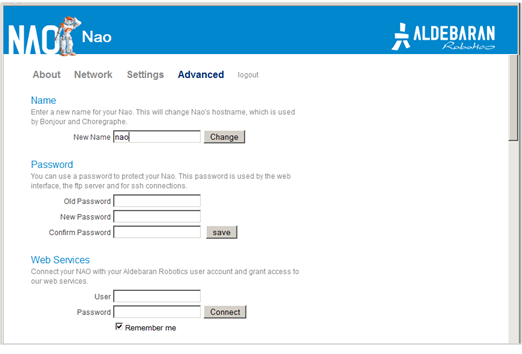 NAO Nao
ALDEBARAN
Robotics
About Network Settings Advanced logout
Name
Enter a new name for your Nao. This will change Nao's hostname, which is used
by Bonjour and Choregraphe.
New Name nao Change
Password
You can use a password to protect your Nao. This password is used by the web
interface, the ftp server and for ssh connections.
Old Password
New Password
Confirm Password save
Web Services
Connect your NAO with your Aldebaran Robotics user account and grant access to
our web services.
User
Password Connect
Remember me